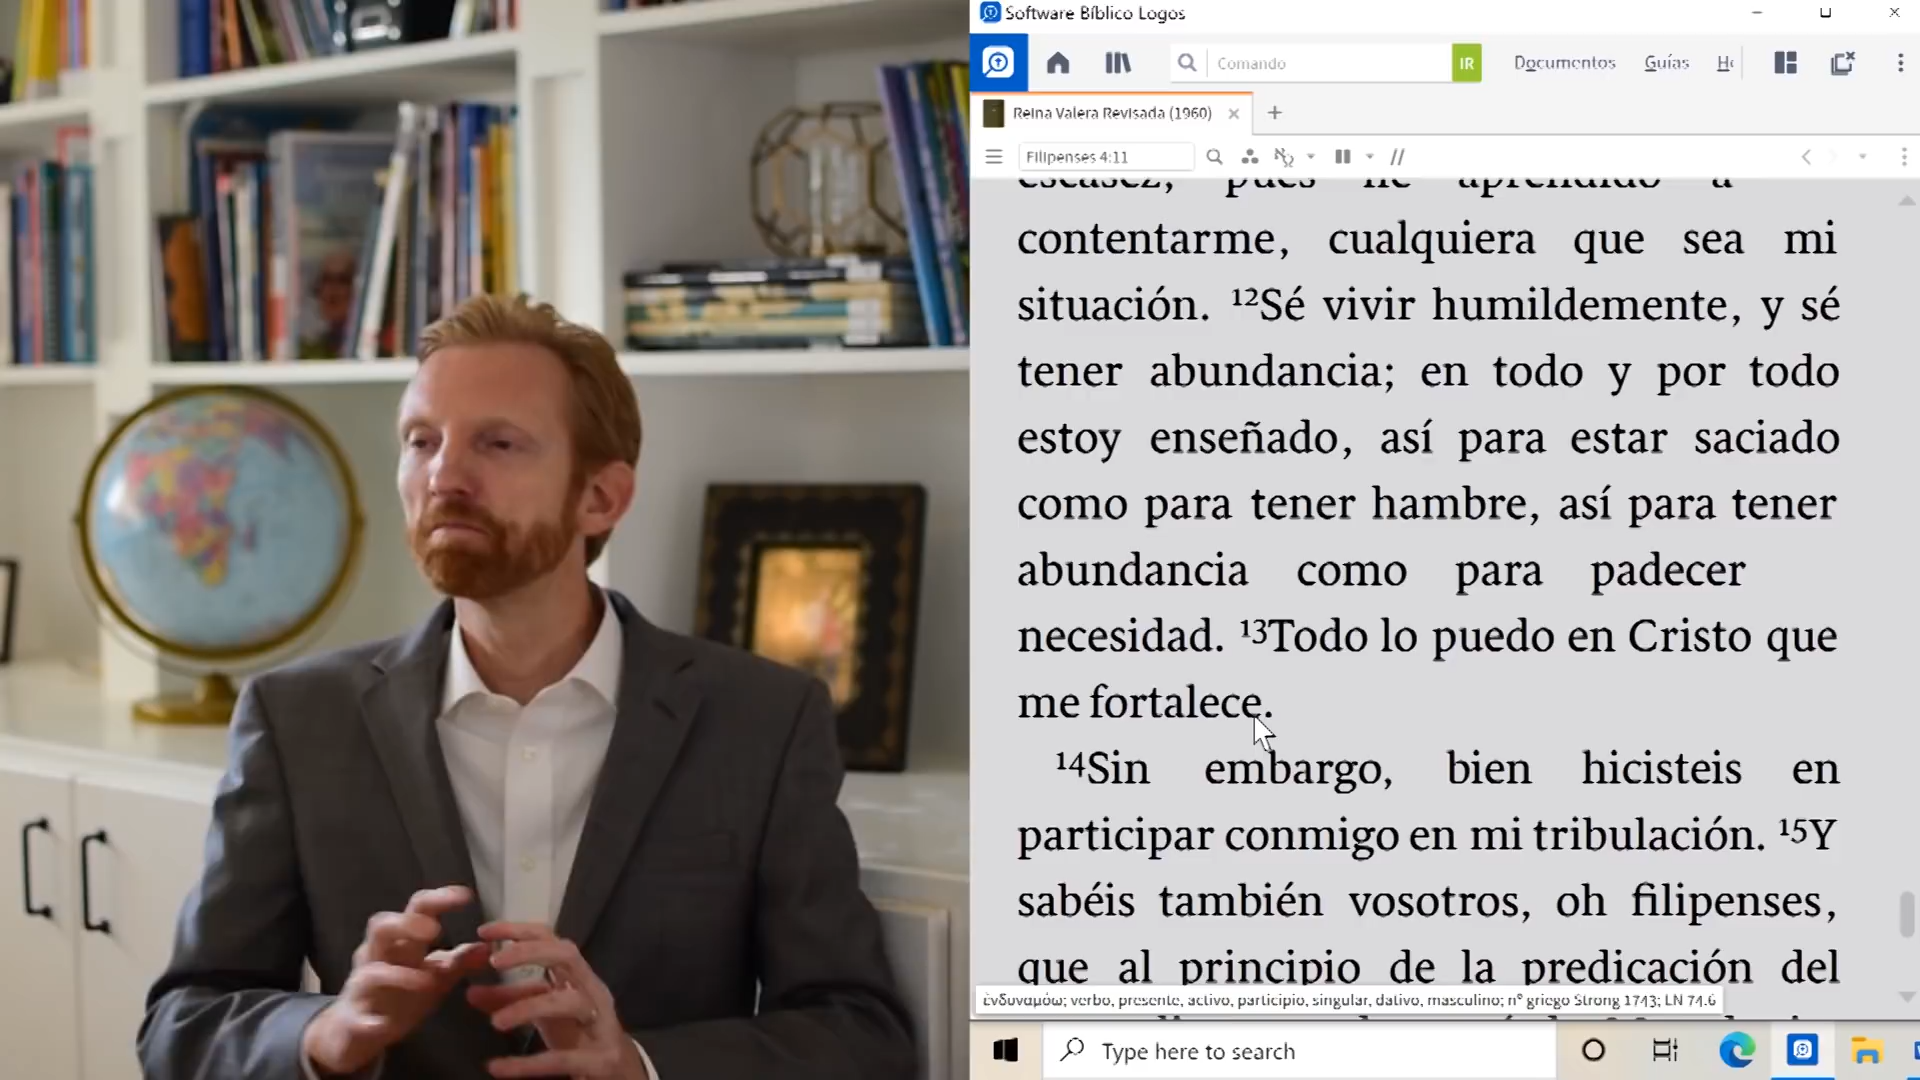 Software Bíblico Logos
Comando
IR
Documentos
Guías
Reina Valera Revisada (1960)
Filipenses 4:11
escasez, pues he aprendido a
contentarme, cualquiera que sea mi
situación. ¹²Sé vivir humildemente, y sé
tener abundancia; en todo y por todo
estoy enseñado, así para estar saciado
como para tener hambre, así para tener
abundancia como para padecer
necesidad. ¹³Todo lo puedo en Cristo que
me fortalece.
¹⁴Sin embargo, bien hicisteis en
participar conmigo en mi tribulación. ¹⁵Y
sabéis también vosotros, oh filipenses,
que al principio de la predicación del
ἐνδυναμόω; verbo, presente, activo, participio, singular, dativo, masculino; n° griego Strong 1743; LN 74.6
Type here to search